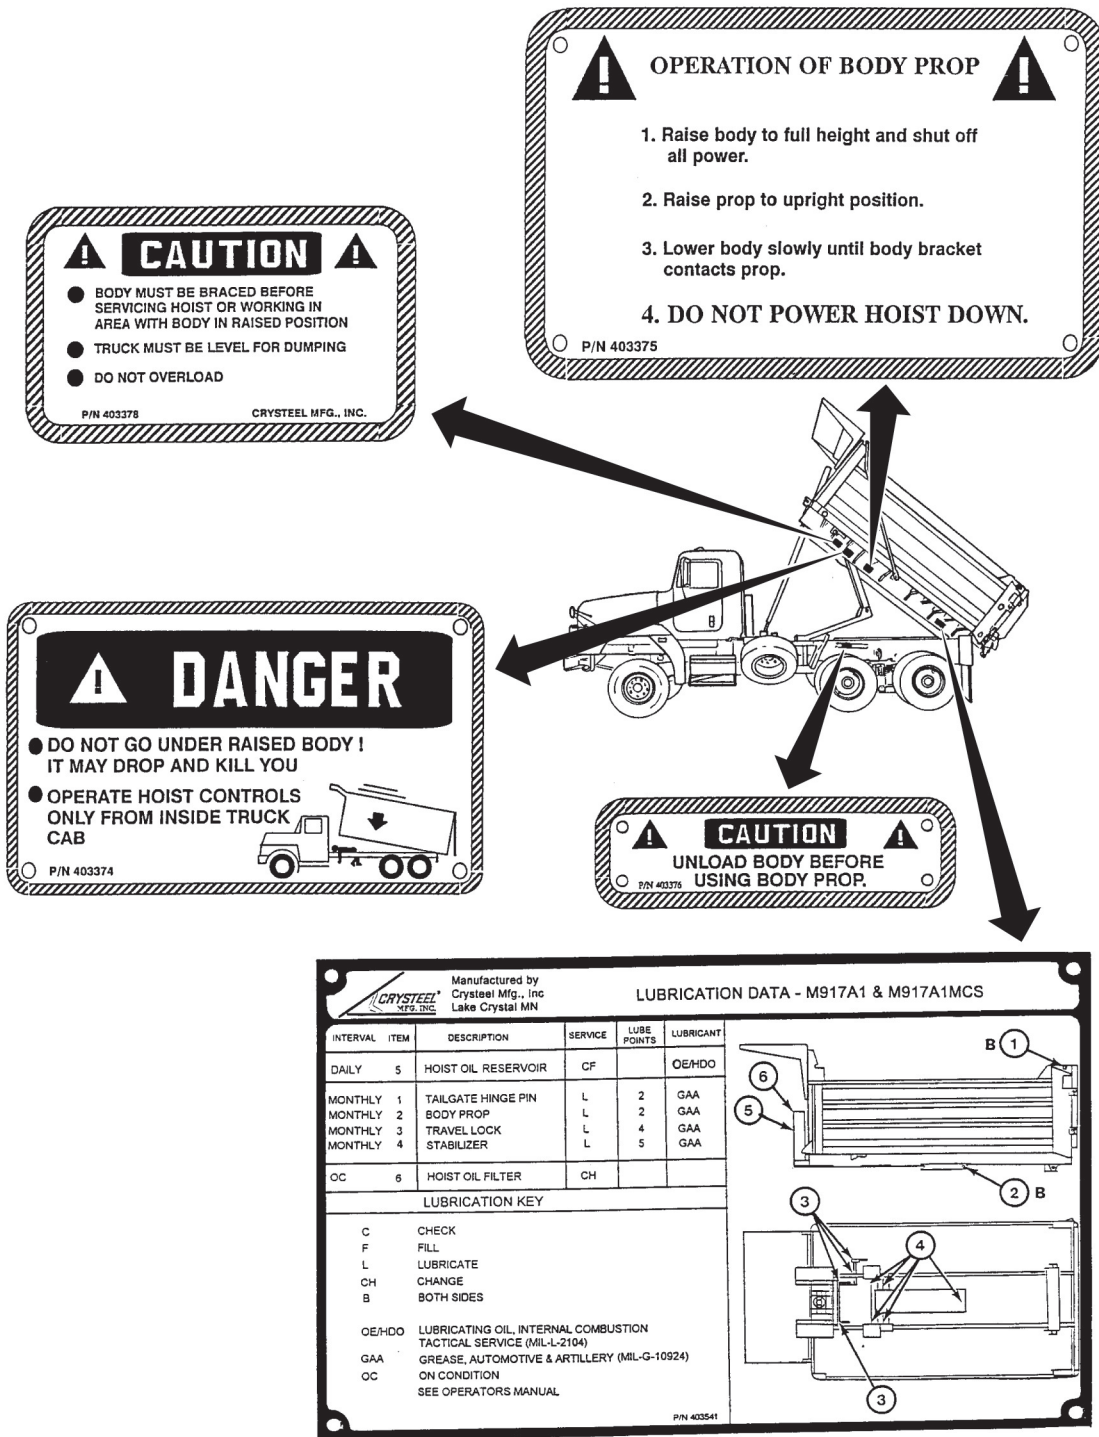 OPERATION OF BODY PROP
1. Raise body to full height and shut off
all power.
2. Raise prop to upright position.
3. Lower body slowly until body bracket
contacts prop.
4. DO NOT POWER HOIST DOWN.
P/N 403375
CAUTION
BODY MUST BE BRACED BEFORE
SERVICING HOIST OR WORKING IN
AREA WITH BODY IN RAISED POSITION
TRUCK MUST BE LEVEL FOR DUMPING
DO NOT OVERLOAD
P/N 403378 CRYSTEEL MFG., INC.
DANGER
DO NOT GO UNDER RAISED BODY !
IT MAY DROP AND KILL YOU
OPERATE HOIST CONTROLS
ONLY FROM INSIDE TRUCK
CAB
P/N 403374
CAUTION
UNLOAD BODY BEFORE
P/N 403376 USING BODY PROP.
CRYSTEEL
MFG. INC.
Manufactured by
Crysteel Mfg., Inc
Lake Crystal MN
LUBRICATION DATA - M917A1 & M917A1MCS
INTERVAL ITEM DESCRIPTION SERVICE LUBE POINTS LUBRICANT
DAILY 5 HOIST OIL RESERVOIR CF OE/HDO
MONTHLY 1 TAILGATE HINGE PIN L 2 GAA
MONTHLY 2 BODY PROP L 2 GAA
MONTHLY 3 TRAVEL LOCK L 4 GAA
MONTHLY 4 STABILIZER L 5 GAA
OC 6 HOIST OIL FILTER CH
LUBRICATION KEY
C CHECK
F FILL
L LUBRICATE
CH CHANGE
B BOTH SIDES
OE/HDO LUBRICATING OIL, INTERNAL COMBUSTION
TACTICAL SERVICE (MIL-L-2104)
GAA GREASE, AUTOMOTIVE & ARTILLERY (MIL-G-10924)
OC ON CONDITION
SEE OPERATORS MANUAL
P/N 403541
B 1
6
5
2 B
3
4
3